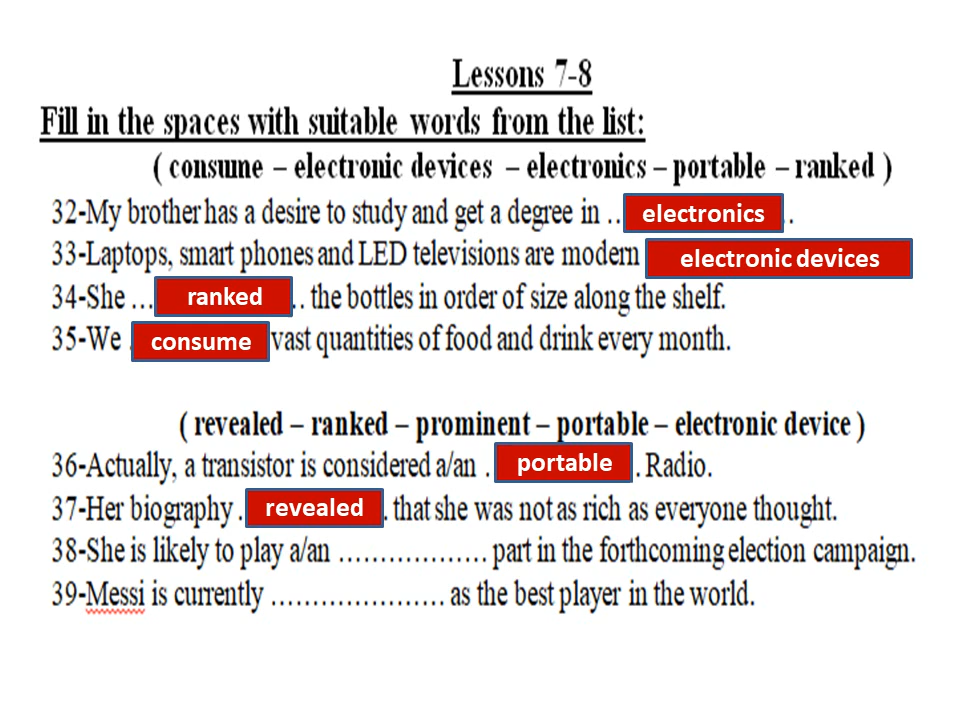 Lessons 7-8
Fill in the spaces with suitable words from the list:
( consume – electronic devices – electronics – portable – ranked )
32-My brother has a desire to study and get a degree in .. electronics .
33-Laptops, smart phones and LED televisions are modern electronic devices
34-She ... ranked .. the bottles in order of size along the shelf.
35-We . consume vast quantities of food and drink every month.
( revealed – ranked – prominent – portable – electronic device )
36-Actually, a transistor is considered a/an . portable . Radio.
37-Her biography . revealed . that she was not as rich as everyone thought.
38-She is likely to play a/an .................. part in the forthcoming election campaign.
39-Messi is currently ..................... as the best player in the world.